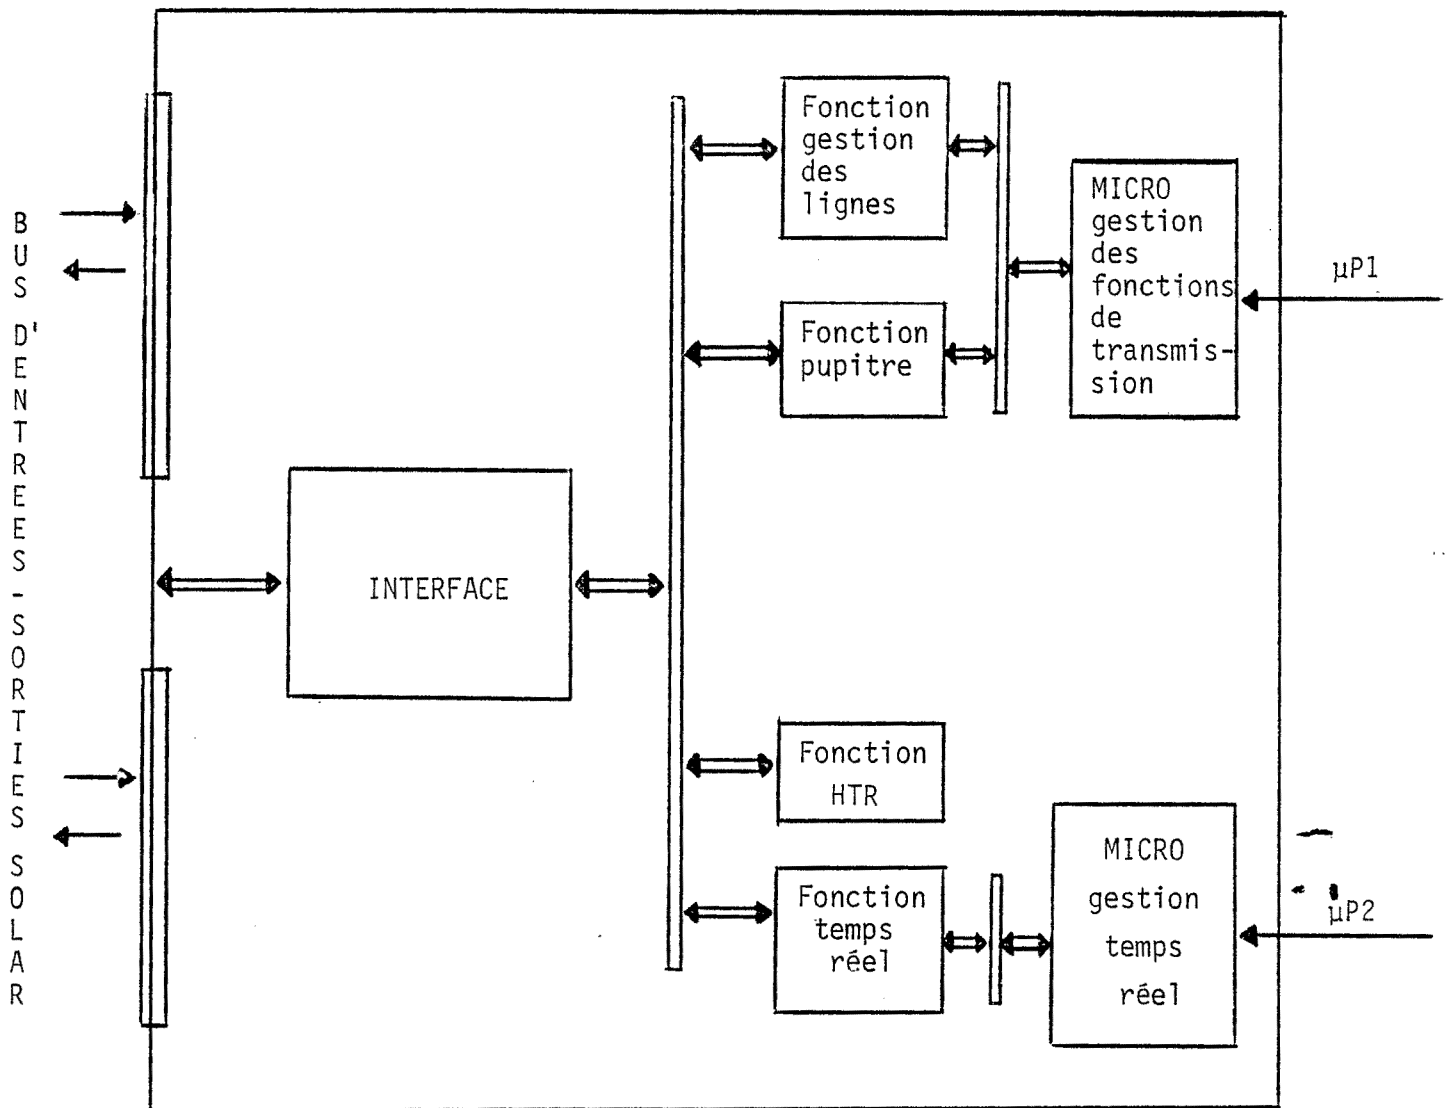 BUS D'ENTREES-SORTIES SOLAR
Fonction
gestion
des
lignes
MICRO
gestion
des
fonctions
de
transmis-
sion
µP1
Fonction
pupitre
INTERFACE
Fonction
HTR
Fonction
temps
réel
MICRO
gestion
temps
réel
µP2